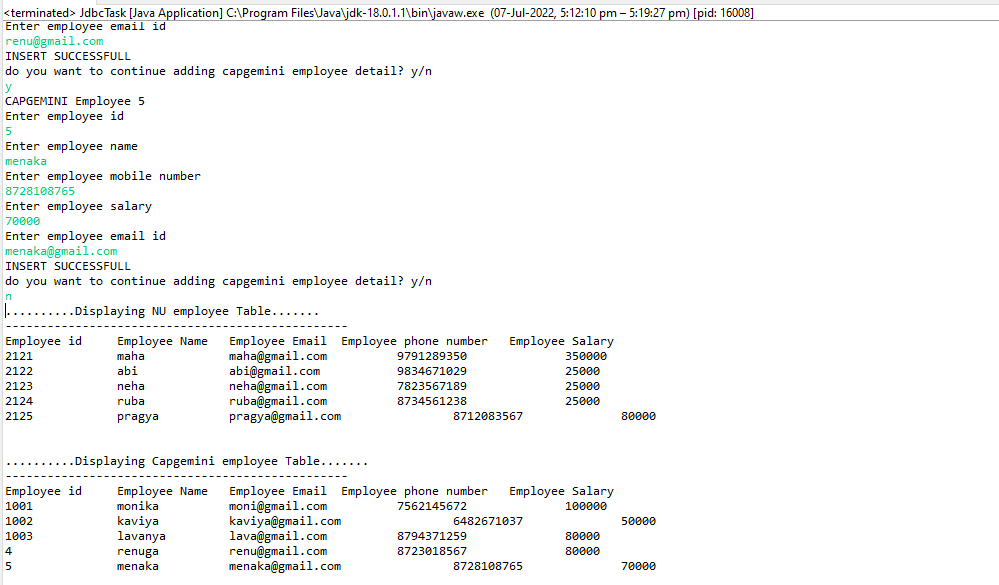 <terminated> JdbcTask [Java Application] C:\Program Files\Java\jdk-18.0.1.1\bin\javaw.exe (07-Jul-2022, 5:12:10 pm – 5:19:27 pm) [pid: 16008]
Enter employee email id
renu@gmail.com
INSERT SUCCESSFULL
do you want to continue adding capgemini employee detail? y/n
y
CAPGEMINI Employee 5
Enter employee id
5
Enter employee name
menaka
Enter employee mobile number
8728108765
Enter employee salary
70000
Enter employee email id
menaka@gmail.com
INSERT SUCCESSFULL
do you want to continue adding capgemini employee detail? y/n
n
..........Displaying NU employee Table.......
-------------------------------------------------
Employee id Employee Name Employee Email Employee phone number Employee Salary
2121 maha maha@gmail.com 9791289350 350000
2122 abi abi@gmail.com 9834671029 25000
2123 neha neha@gmail.com 7823567189 25000
2124 ruba ruba@gmail.com 8734561238 25000
2125 pragya pragya@gmail.com 8712083567 80000
..........Displaying Capgemini employee Table.......
-------------------------------------------------
Employee id Employee Name Employee Email Employee phone number Employee Salary
1001 monika moni@gmail.com 7562145672 100000
1002 kaviya kaviya@gmail.com 6482671037 50000
1003 lavanya lava@gmail.com 8794371259 80000
4 renuga renu@gmail.com 8723018567 80000
5 menaka menaka@gmail.com 8728108765 70000